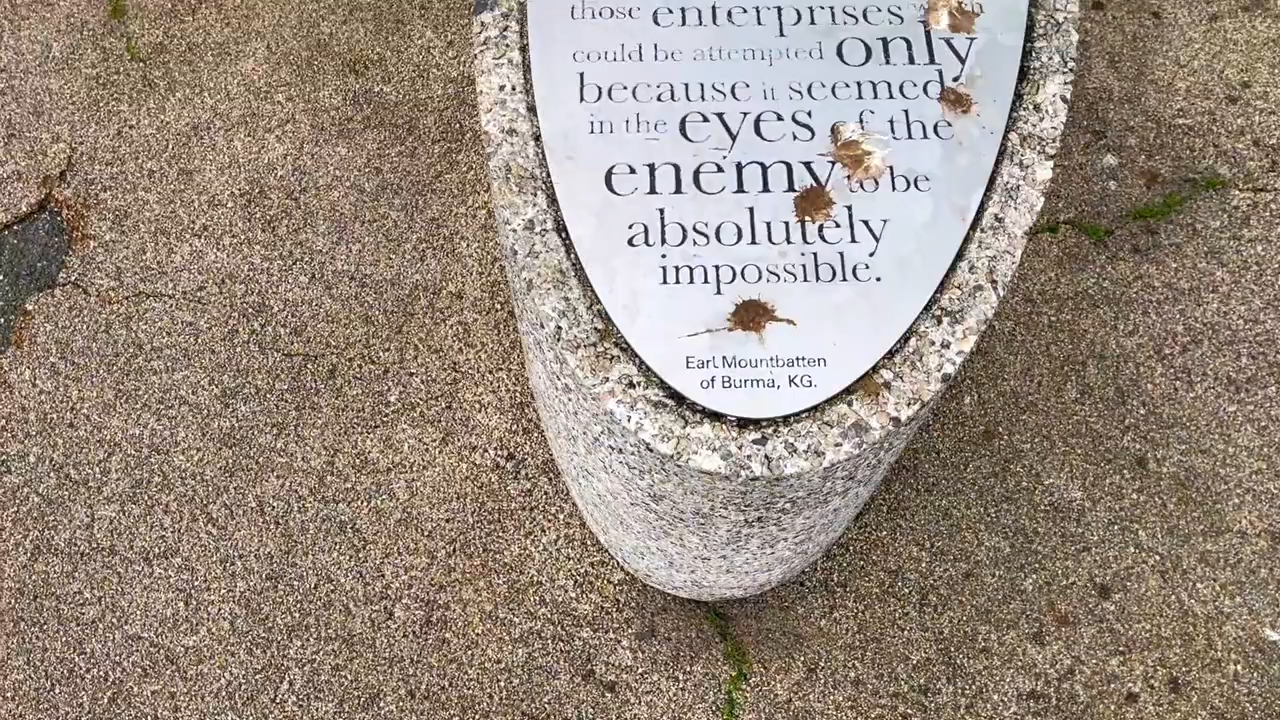 those enterprises which
could be attempted only
because it seemed
in the eyes of the
enemy to be
absolutely
impossible.
Earl Mountbatten
of Burma, KG.